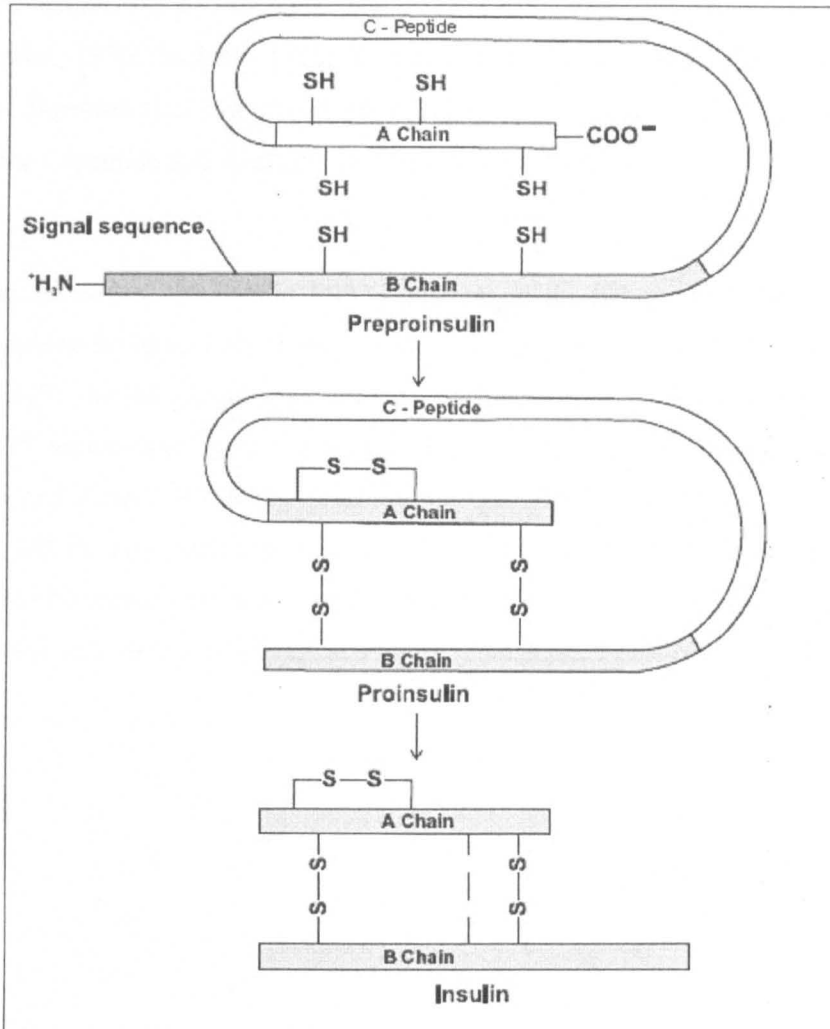 C - Peptide
SH SH
A Chain
COO⁻
SH SH
Signal sequence
SH SH
⁺H₃N
B Chain
Preproinsulin
C - Peptide
S S
A Chain
S S
S S
B Chain
Proinsulin
S S
A Chain
S S
S S
B Chain
Insulin